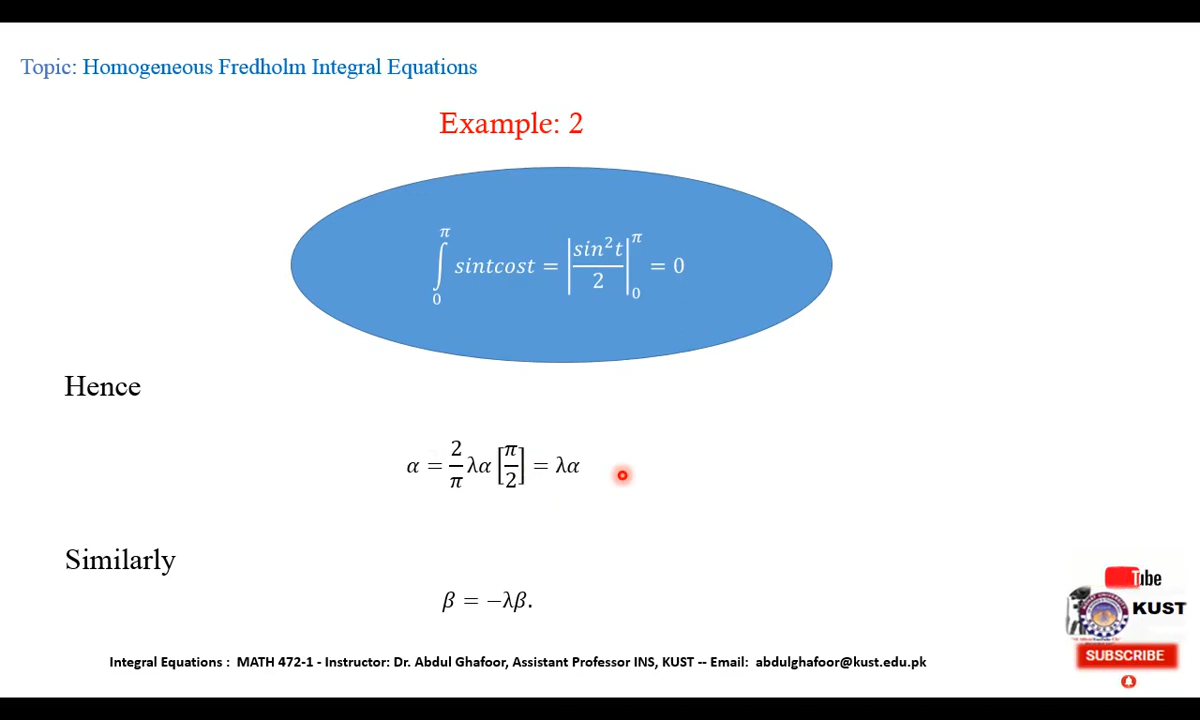 Topic: Homogeneous Fredholm Integral Equations
Example: 2
∫₀^π sintcost = |sin²t/2|₀^π = 0
Hence
α = 2/π λα [π/2] = λα
Similarly
β = −λβ.
Tube
KUST
SUBSCRIBE
Integral Equations : MATH 472-1 - Instructor: Dr. Abdul Ghafoor, Assistant Professor INS, KUST -- Email: abdulghafoor@kust.edu.pk